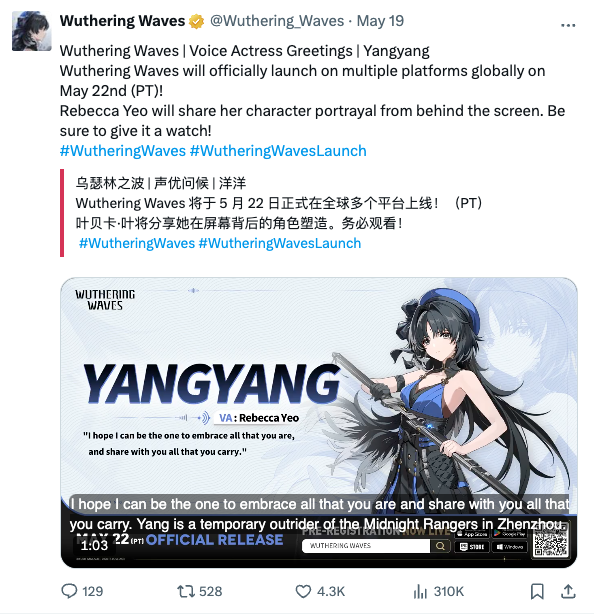 Wuthering Waves @Wuthering_Waves · May 19
Wuthering Waves | Voice Actress Greetings | Yangyang
Wuthering Waves will officially launch on multiple platforms globally on
May 22nd (PT)!
Rebecca Yeo will share her character portrayal from behind the screen. Be
sure to give it a watch!
#WutheringWaves #WutheringWavesLaunch
乌瑟林之波 | 声优问候 | 洋洋
Wuthering Waves 将于 5 月 22 日正式在全球多个平台上线！（PT）
叶贝卡·叶将分享她在屏幕背后的角色塑造。务必观看！
#WutheringWaves #WutheringWavesLaunch
WUTHERING
WAVES
YANGYANG
VA : Rebecca Yeo
"I hope I can be the one to embrace all that you are,
and share with you all that you carry."
I hope I can be the one to embrace all that you are and share with you all that
you carry. Yang is a temporary outrider of the Midnight Rangers in Zhenzhou.
PRE-REGISTRATION NOW LIVE
1:03
MAY 22 (PT) OFFICIAL RELEASE
WUTHERING WAVES
App Store
Google Play
STORE
Windows
129 528 4.3K 310K